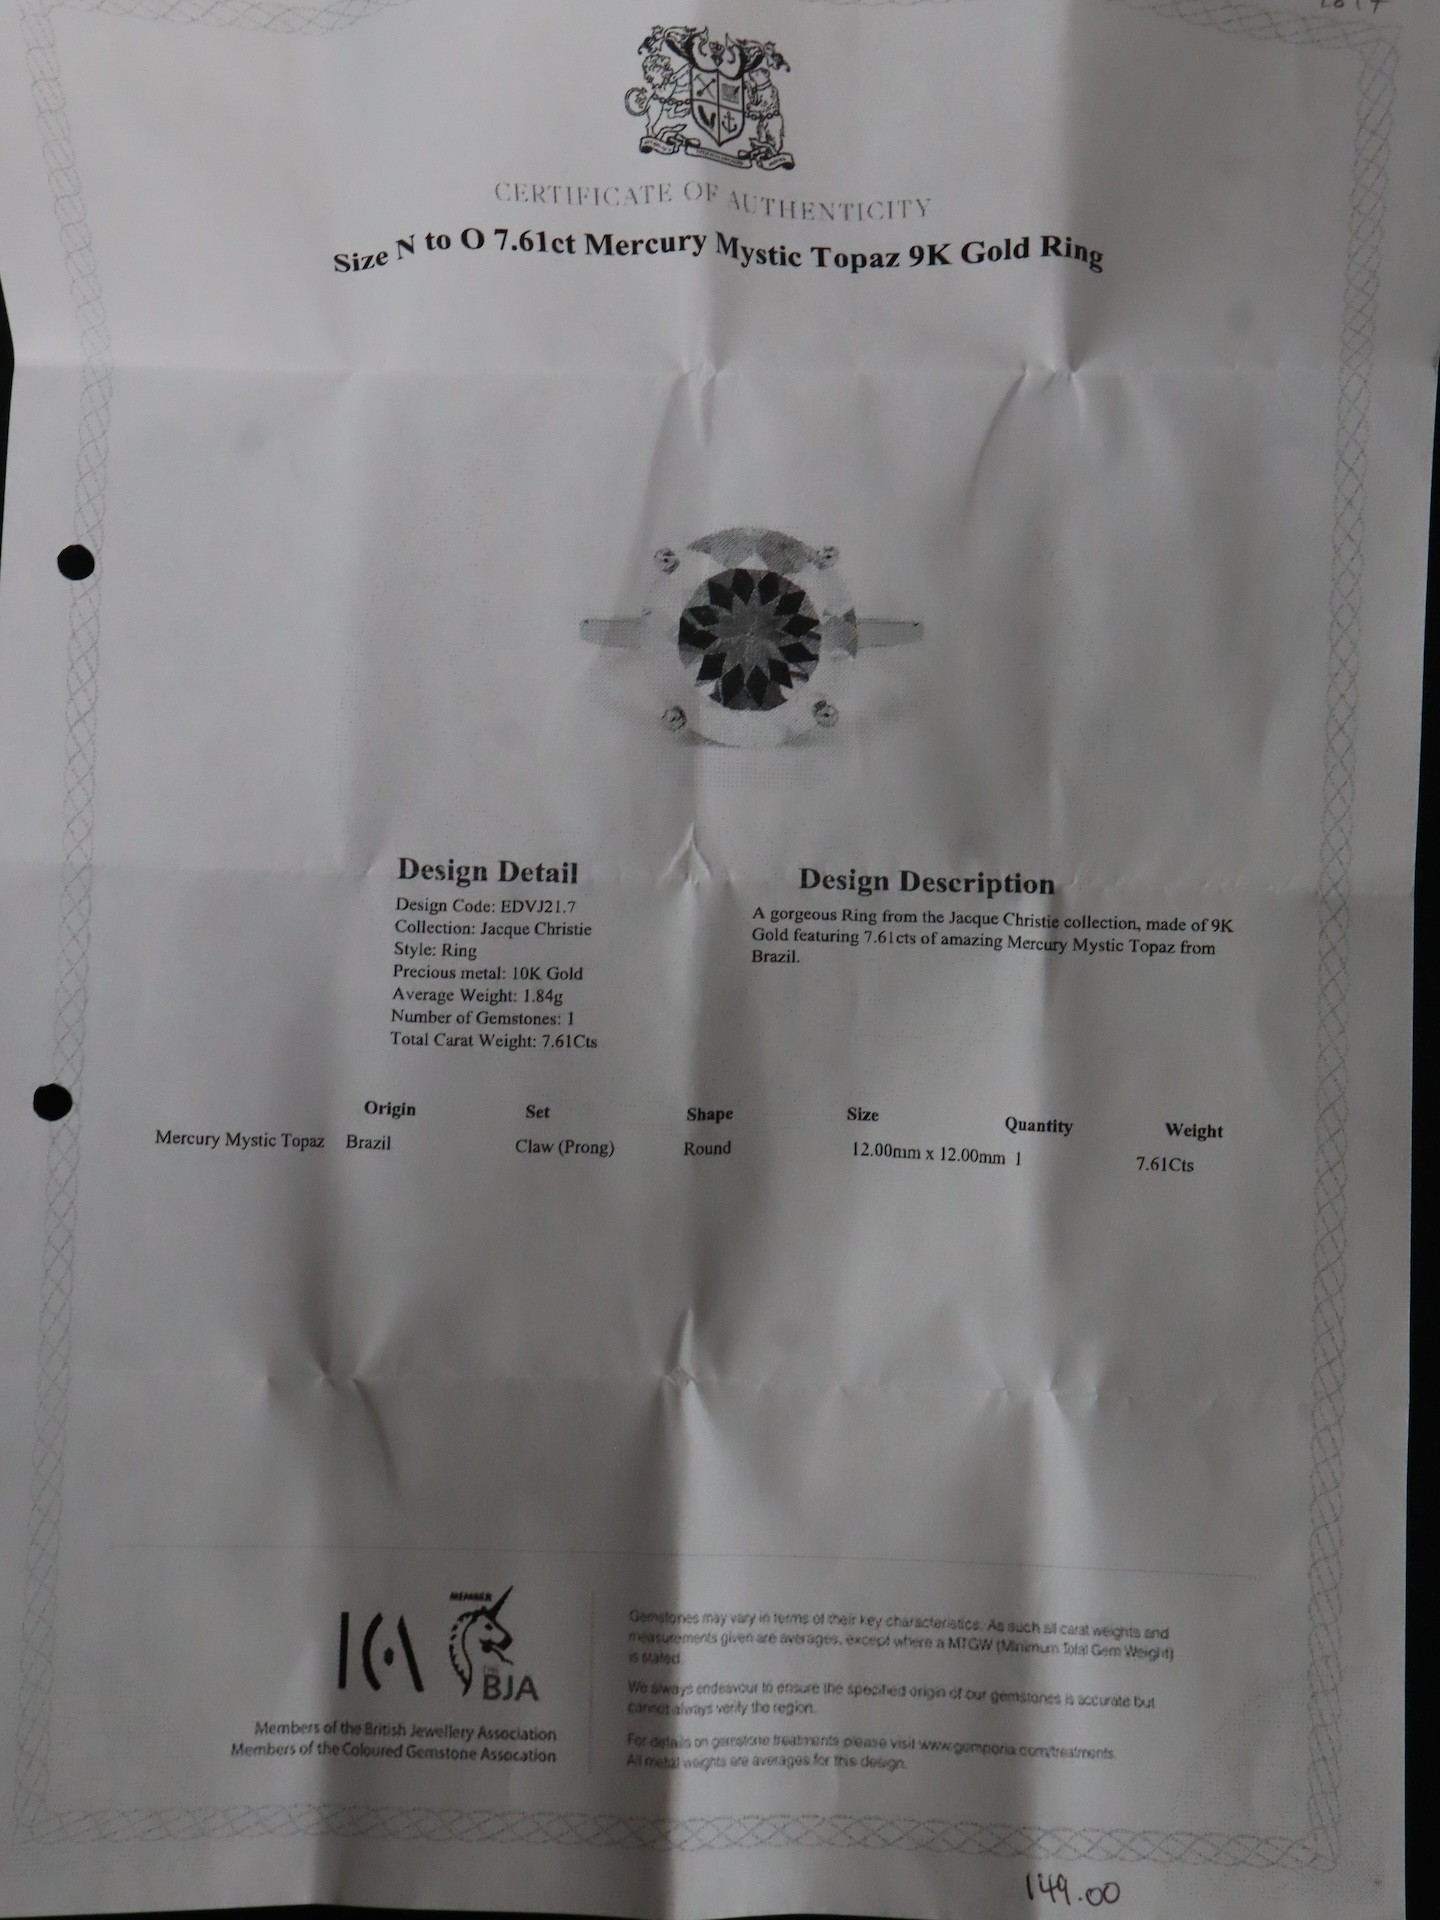 CERTIFICATE OF AUTHENTICITY
Size N to O 7.61ct Mercury Mystic Topaz 9K Gold Ring
Design Detail
Design Code: EDVJ21.7
Collection: Jacque Christie
Style: Ring
Precious metal: 10K Gold
Average Weight: 1.84g
Number of Gemstones: 1
Total Carat Weight: 7.61Cts
Design Description
A gorgeous Ring from the Jacque Christie collection, made of 9K
Gold featuring 7.61cts of amazing Mercury Mystic Topaz from
Brazil.
Origin Set Shape Size Quantity Weight
Mercury Mystic Topaz Brazil Claw (Prong) Round 12.00mm x 12.00mm 1 7.61Cts
ICA
MEMBER
THE
BJA
Members of the British Jewellery Association
Members of the Coloured Gemstone Assocation
Gemstones may vary in terms of their key characteristics. As such all carat weights and
measurements given are averages, except where a MTGW (Minimum Total Gem Weight)
is stated.
We always endeavour to ensure the specified origin of our gemstones is accurate but
cannot always verify the region.
For details on gemstone treatments please visit www.gemporia.com/treatments.
All metal weights are averages for this design.
149.00